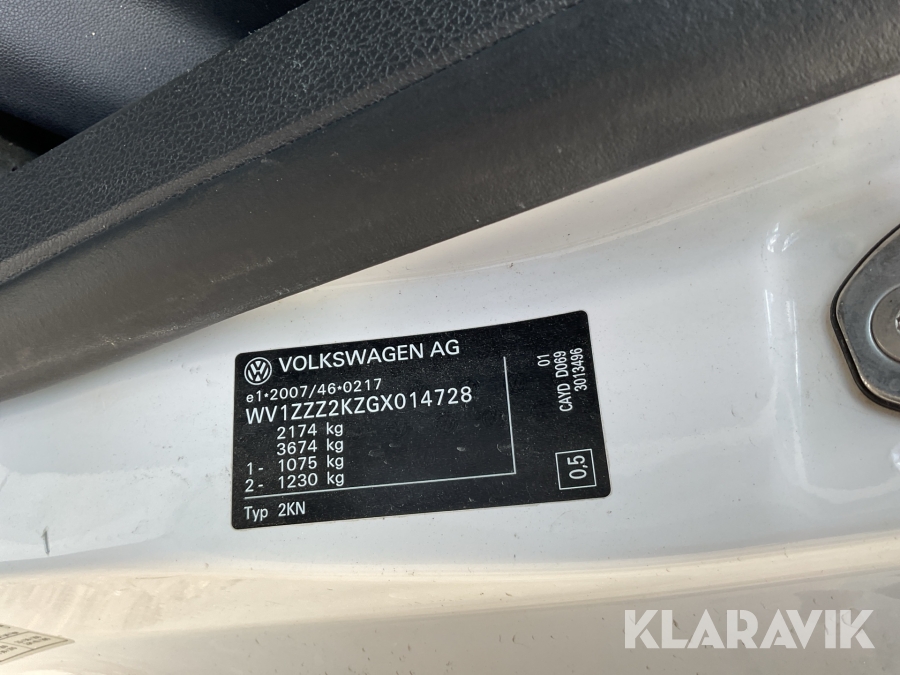 KLARAVIK
VOLKSWAGEN AG
e1*2007/46*0217
WV1ZZZ2KZGX014728
2174 kg
3674 kg
1- 1075 kg
2- 1230 kg
Typ 2KN
01
CAYD D069
3013496
0,5
KLARAVIK